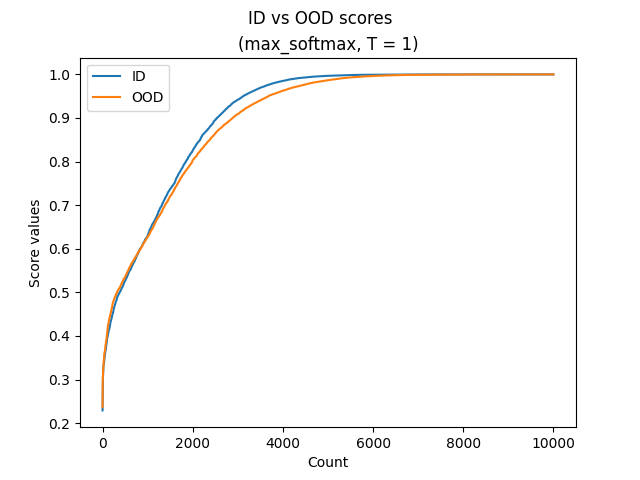 ID vs OOD scores
(max_softmax, T = 1)
ID
OOD
1.0
0.9
0.8
0.7
0.6
0.5
0.4
0.3
0.2
Score values
0
2000
4000
6000
8000
10000
Count